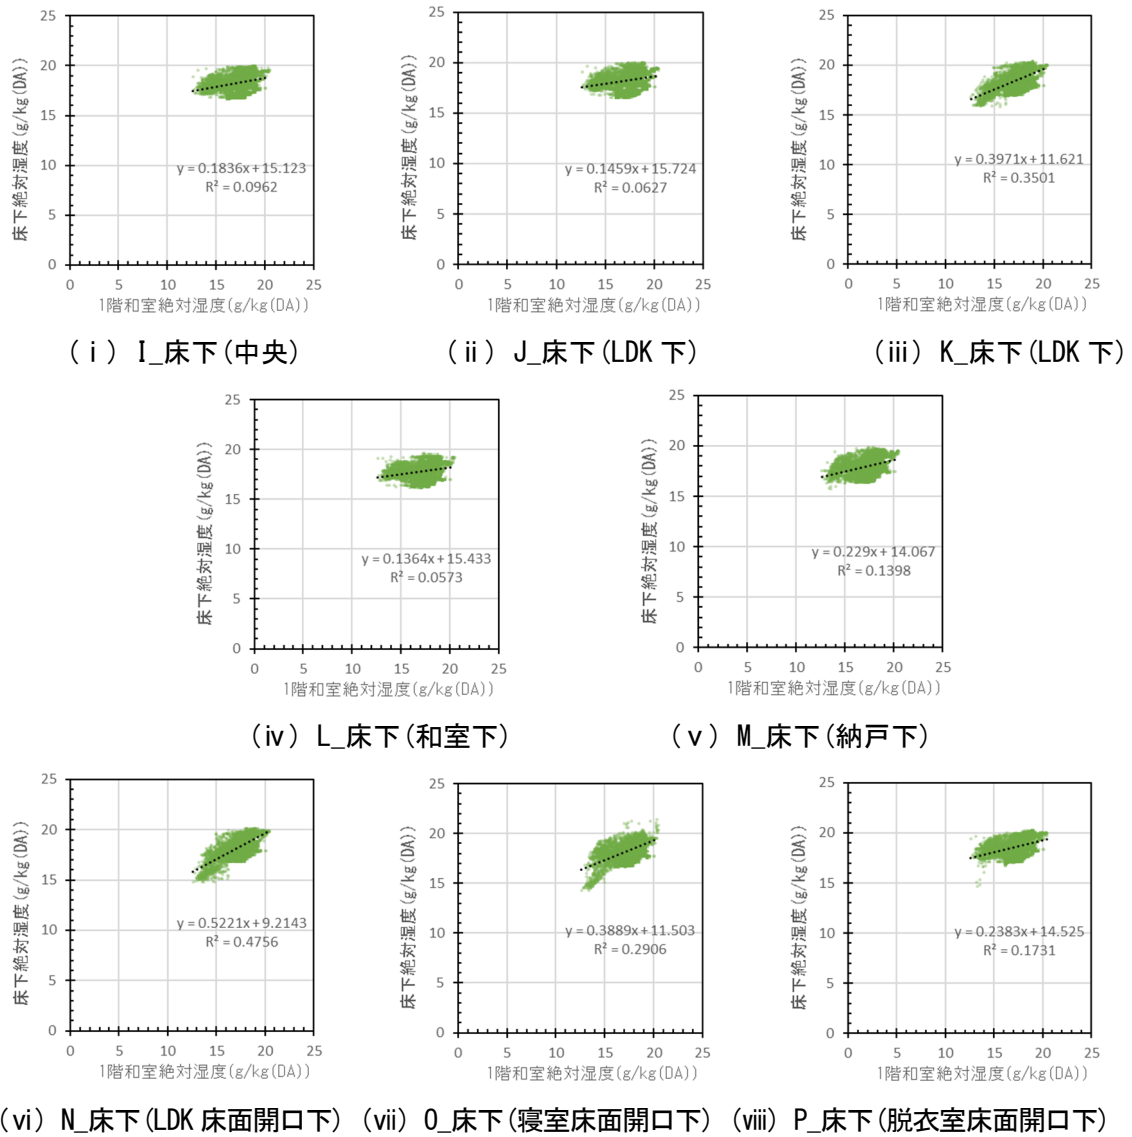 床下絶対湿度(g/kg(DA))
25
20
15
10
5
0
y = 0.1836x + 15.123
R² = 0.0962
0 5 10 15 20 25
1階和室絶対湿度(g/kg(DA))
(ⅰ) I_床下(中央)
床下絶対湿度(g/kg(DA))
25
20
15
10
5
0
y = 0.1459x + 15.724
R² = 0.0627
0 5 10 15 20 25
1階和室絶対湿度(g/kg(DA))
(ⅱ) J_床下(LDK 下)
床下絶対湿度(g/kg(DA))
25
20
15
10
5
0
y = 0.3971x + 11.621
R² = 0.3501
0 5 10 15 20 25
1階和室絶対湿度(g/kg(DA))
(ⅲ) K_床下(LDK 下)
床下絶対湿度(g/kg(DA))
25
20
15
10
5
0
y = 0.1364x + 15.433
R² = 0.0573
0 5 10 15 20 25
1階和室絶対湿度(g/kg(DA))
(ⅳ) L_床下(和室下)
床下絶対湿度(g/kg(DA))
25
20
15
10
5
0
y = 0.229x + 14.067
R² = 0.1398
0 5 10 15 20 25
1階和室絶対湿度(g/kg(DA))
(ⅴ) M_床下(納戸下)
床下絶対湿度(g/kg(DA))
25
20
15
10
5
0
y = 0.5221x + 9.2143
R² = 0.4756
0 5 10 15 20 25
1階和室絶対湿度(g/kg(DA))
(ⅵ) N_床下(LDK 床面開口下)
床下絶対湿度(g/kg(DA))
25
20
15
10
5
0
y = 0.3889x + 11.503
R² = 0.2906
0 5 10 15 20 25
1階和室絶対湿度(g/kg(DA))
(ⅶ) O_床下(寝室床面開口下)
床下絶対湿度(g/kg(DA))
25
20
15
10
5
0
y = 0.2383x + 14.525
R² = 0.1731
0 5 10 15 20 25
1階和室絶対湿度(g/kg(DA))
(ⅷ) P_床下(脱衣室床面開口下)